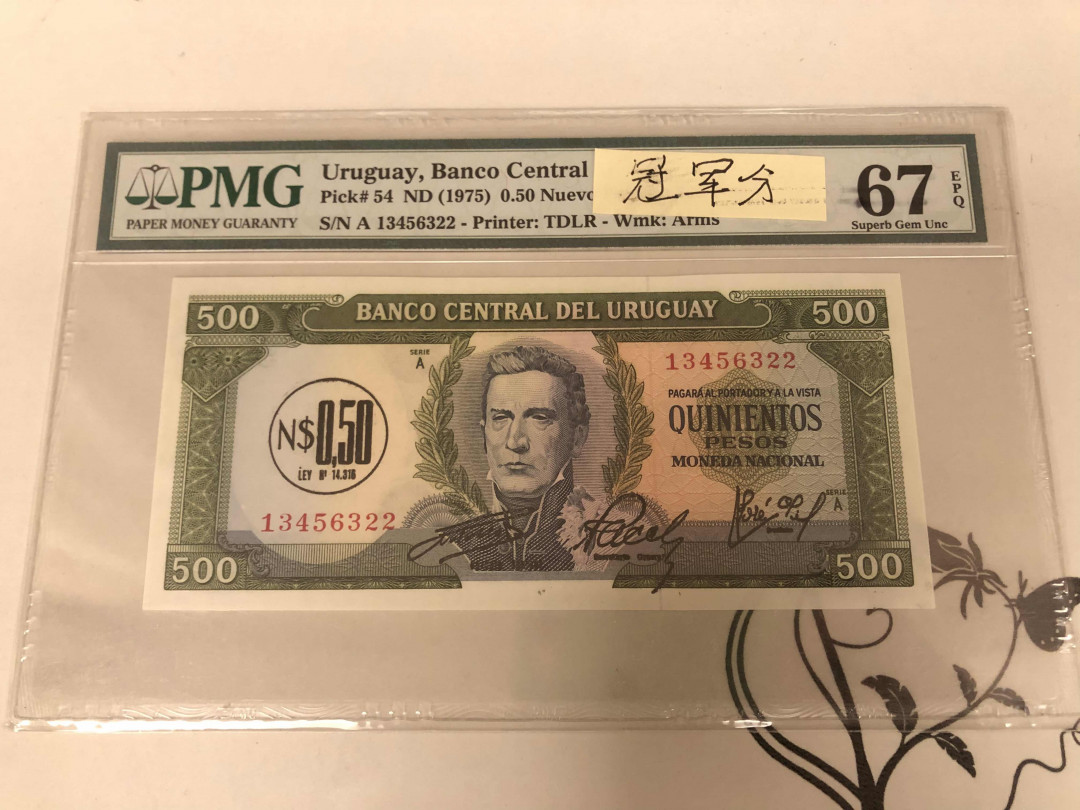 PMG
PAPER MONEY GUARANTY
Uruguay, Banco Central
Pick# 54 ND (1975) 0.50 Nuevo
S/N A 13456322 - Printer: TDLR - Wmk: Arms
冠军分
67
EPQ
Superb Gem Unc
500 BANCO CENTRAL DEL URUGUAY 500
SERIE
A
13456322
PAGARÁ AL PORTADOR Y A LA VISTA
QUINIENTOS
PESOS
MONEDA NACIONAL
N$0,50
LEY Nº 14.316
SERIE
A
13456322
500
500